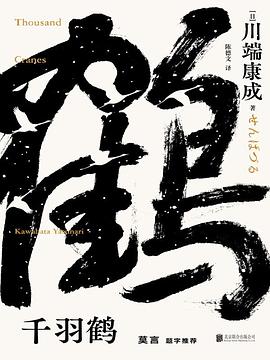 Thousand
Cranes
Kawabata Yasunari
鶴
[日]
川端康成
著
せんばづる
陈德文 译
千羽鹤
莫言 题字推荐
北京联合出版公司